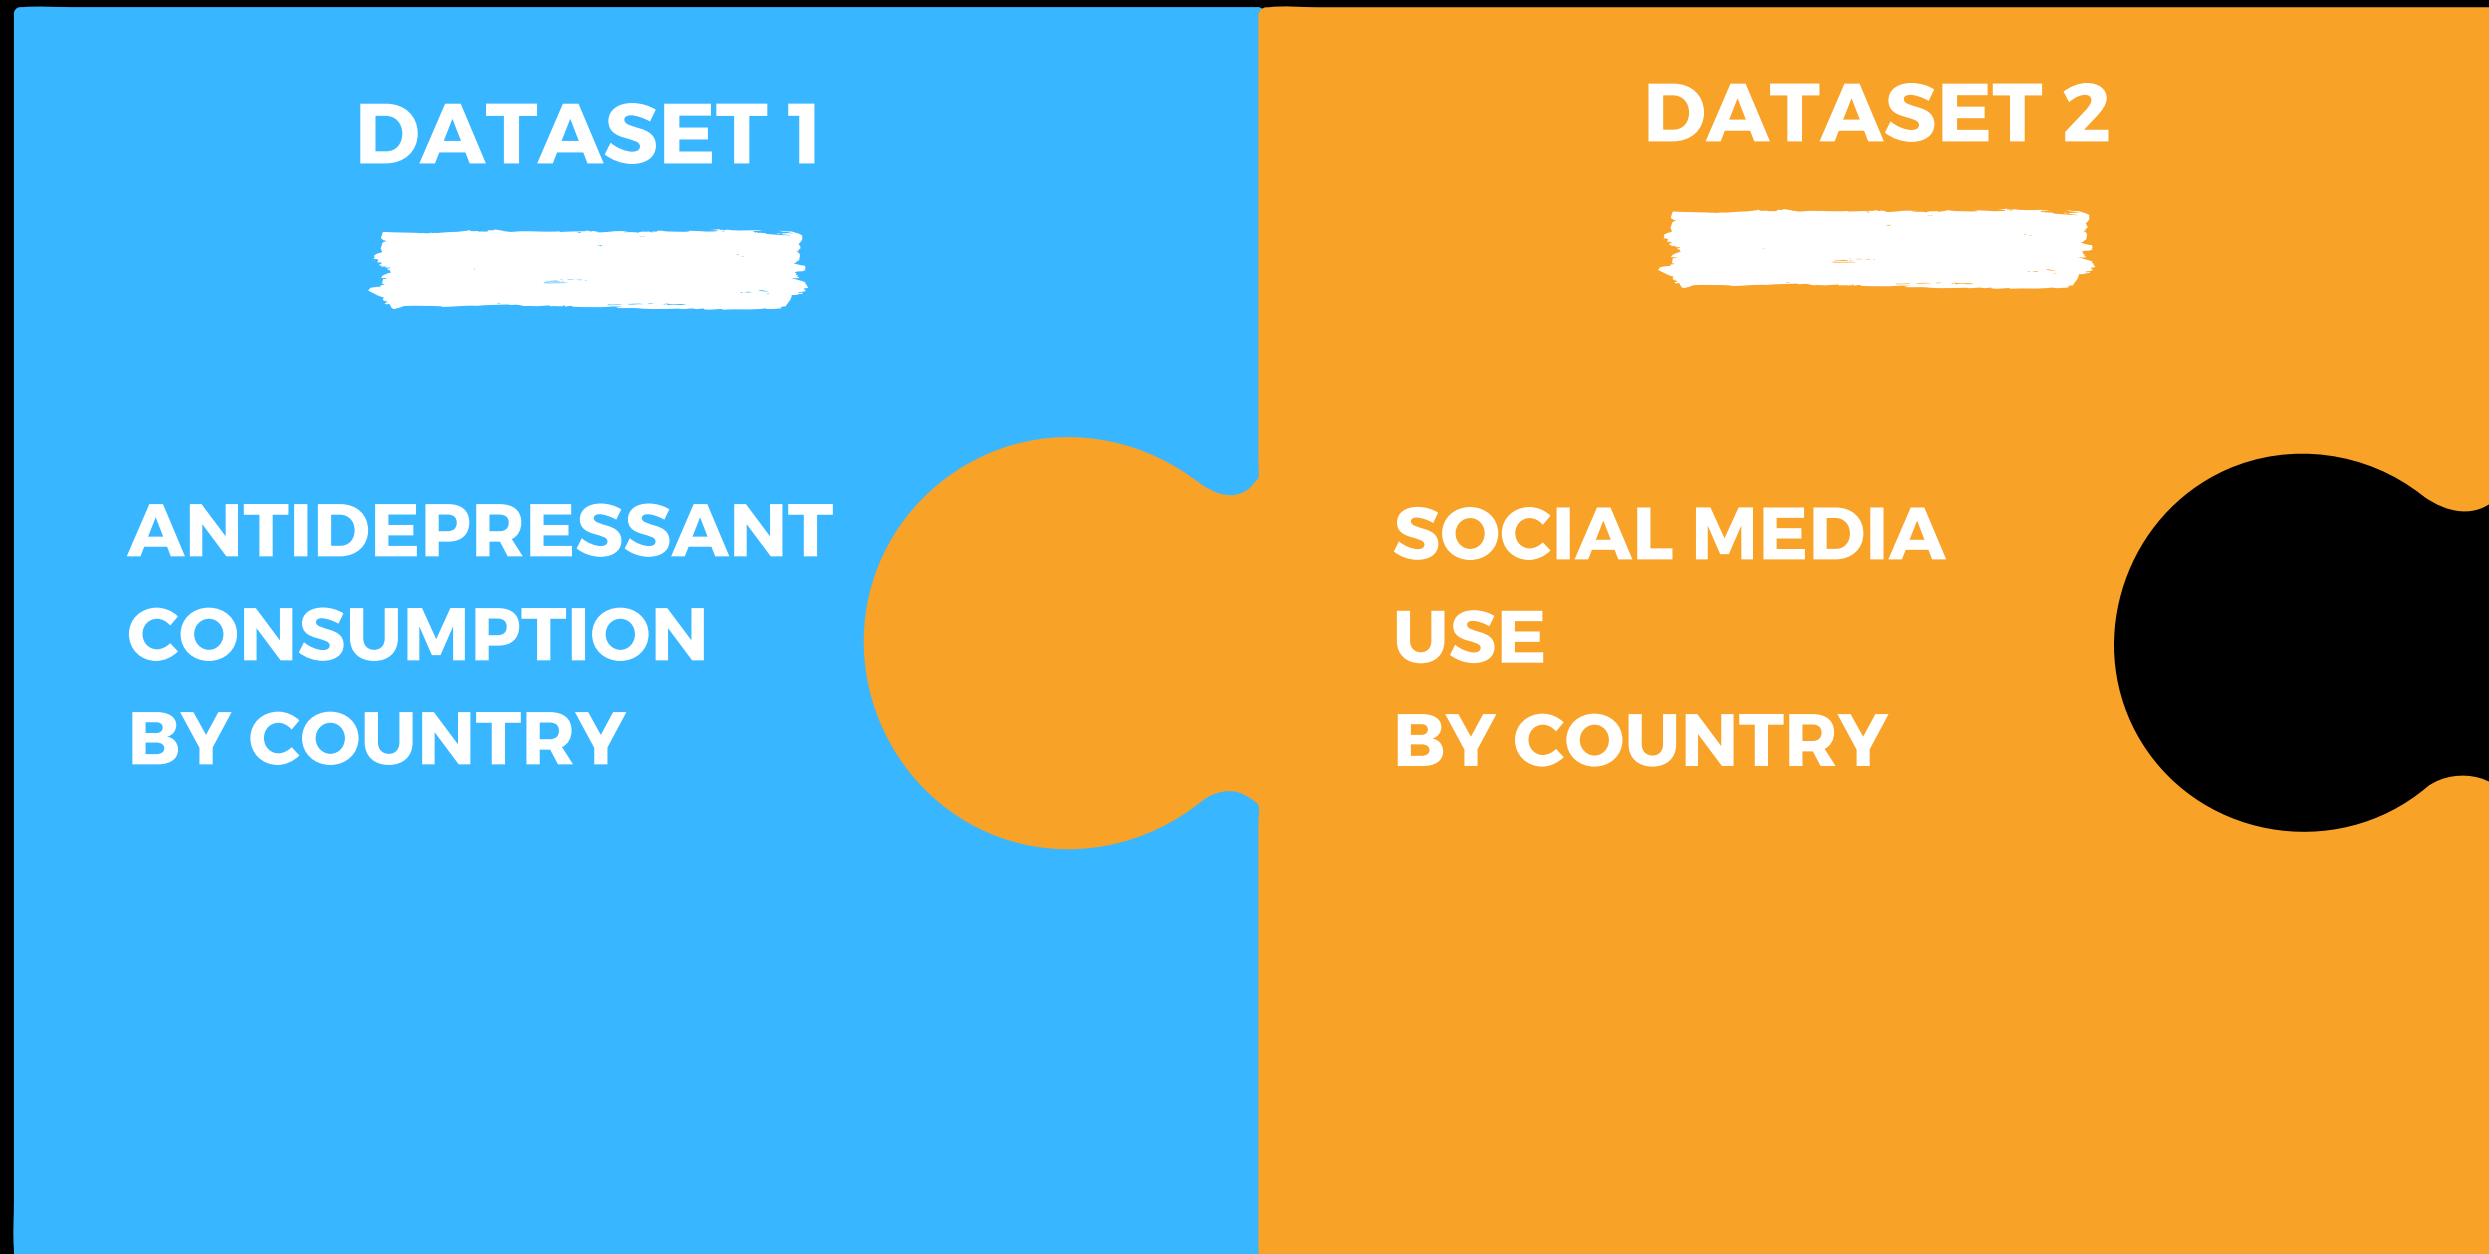 DATASET 1
ANTIDEPRESSANT
CONSUMPTION
BY COUNTRY
DATASET 2
SOCIAL MEDIA
USE
BY COUNTRY